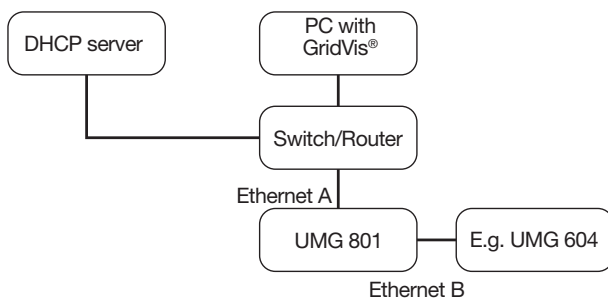 DHCP server
PC with
GridVis®
Switch/Router
Ethernet A
UMG 801
E.g. UMG 604
Ethernet B